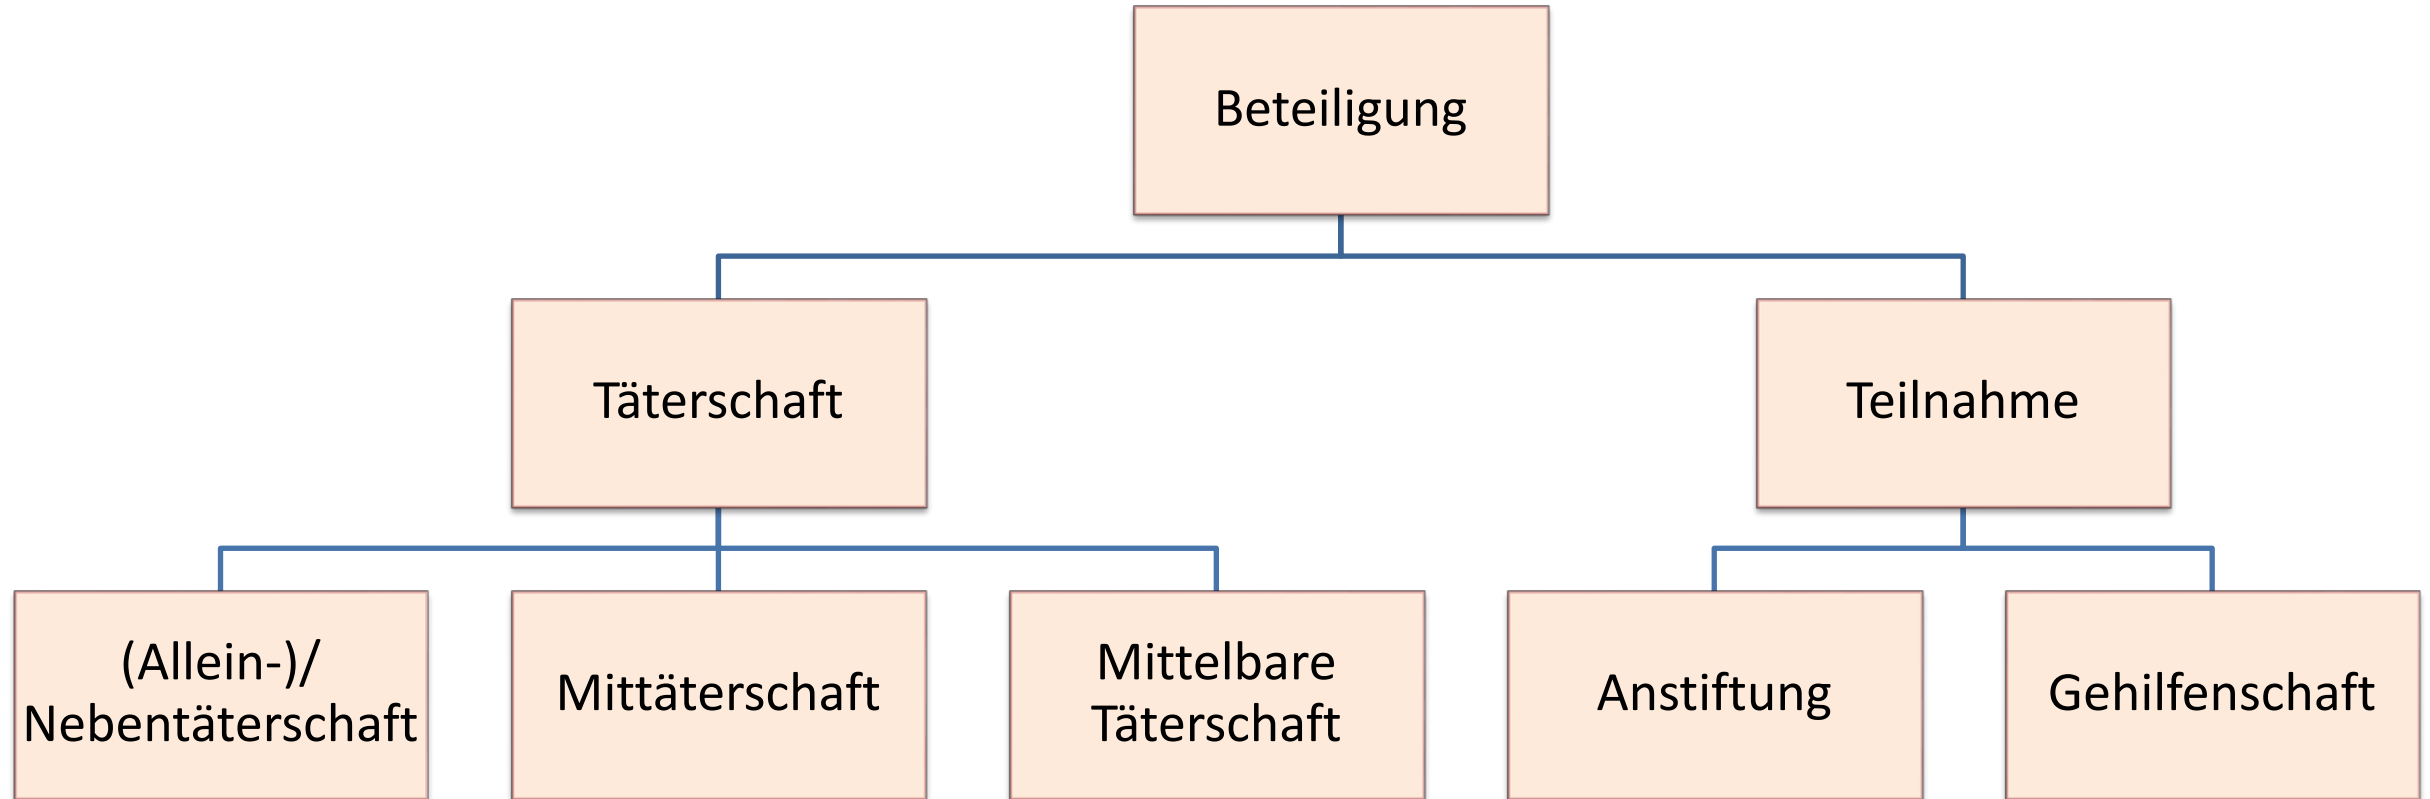 Beteiligung
Täterschaft
Teilnahme
(Allein-)/
Nebentäterschaft
Mittäterschaft
Mittelbare
Täterschaft
Anstiftung
Gehilfenschaft